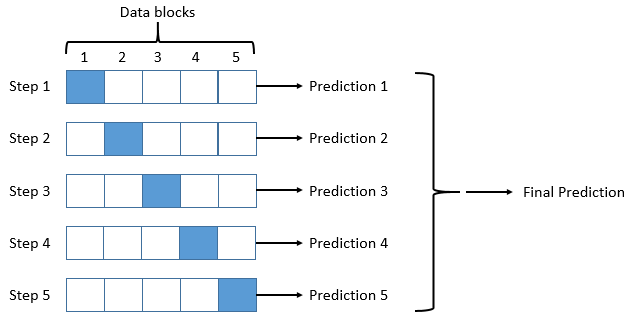 Data blocks
1 2 3 4 5
Step 1 Prediction 1
Step 2 Prediction 2
Step 3 Prediction 3
Final Prediction
Step 4 Prediction 4
Step 5 Prediction 5